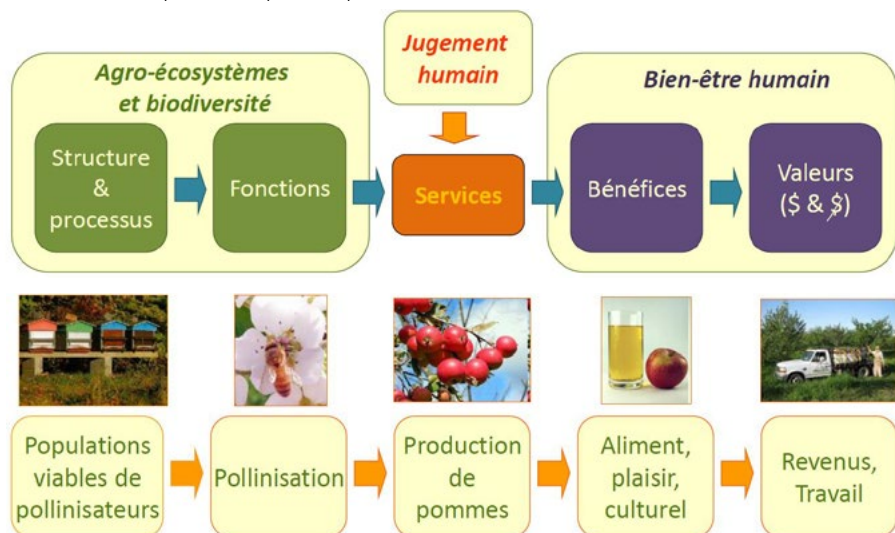 Jugement
humain
Agro-écosystèmes
et biodiversité
Bien-être humain
Structure
&
processus
Fonctions
Services
Bénéfices
Valeurs
($ & $)
Populations
viables de
pollinisateurs
Pollinisation
Production
de
pommes
Aliment,
plaisir,
culturel
Revenus,
Travail